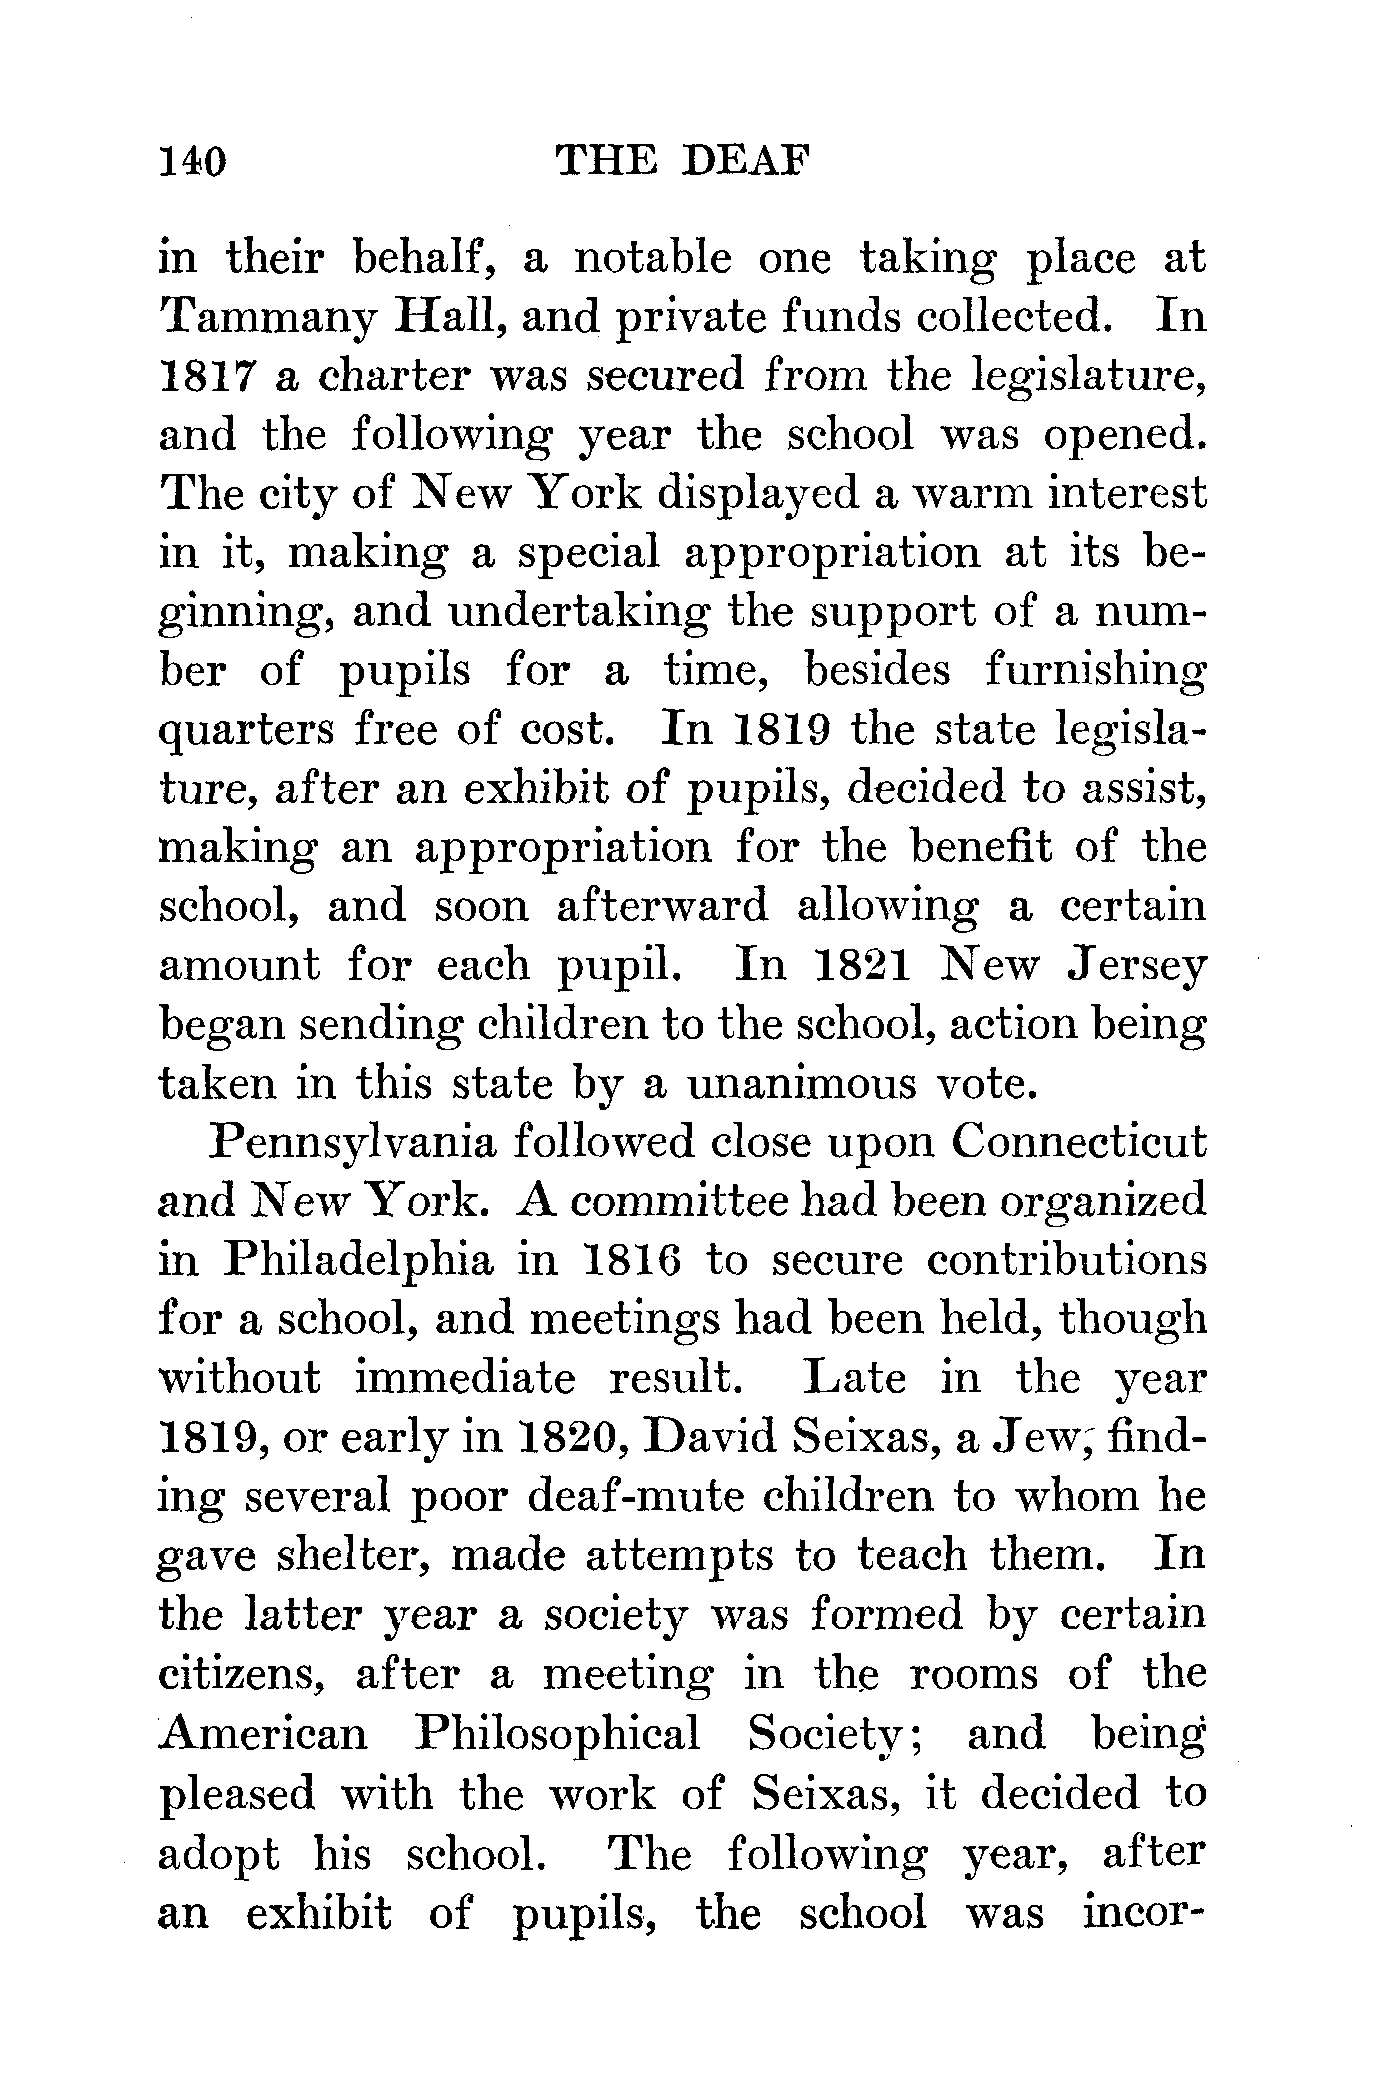 140 THE DEAF
in their behalf, a notable one taking place at
Tammany Hall, and private funds collected. In
1817 a charter was secured from the legislature,
and the following year the school was opened.
The city of New York displayed a warm interest
in it, making a special appropriation at its be-
ginning, and undertaking the support of a num-
ber of pupils for a time, besides furnishing
quarters free of cost. In 1819 the state legisla-
ture, after an exhibit of pupils, decided to assist,
making an appropriation for the benefit of the
school, and soon afterward allowing a certain
amount for each pupil. In 1821 New Jersey
began sending children to the school, action being
taken in this state by a unanimous vote.
Pennsylvania followed close upon Connecticut
and New York. A committee had been organized
in Philadelphia in 1816 to secure contributions
for a school, and meetings had been held, though
without immediate result. Late in the year
1819, or early in 1820, David Seixas, a Jew, find-
ing several poor deaf-mute children to whom he
gave shelter, made attempts to teach them. In
the latter year a society was formed by certain
citizens, after a meeting in the rooms of the
American Philosophical Society; and being
pleased with the work of Seixas, it decided to
adopt his school. The following year, after
an exhibit of pupils, the school was incor-